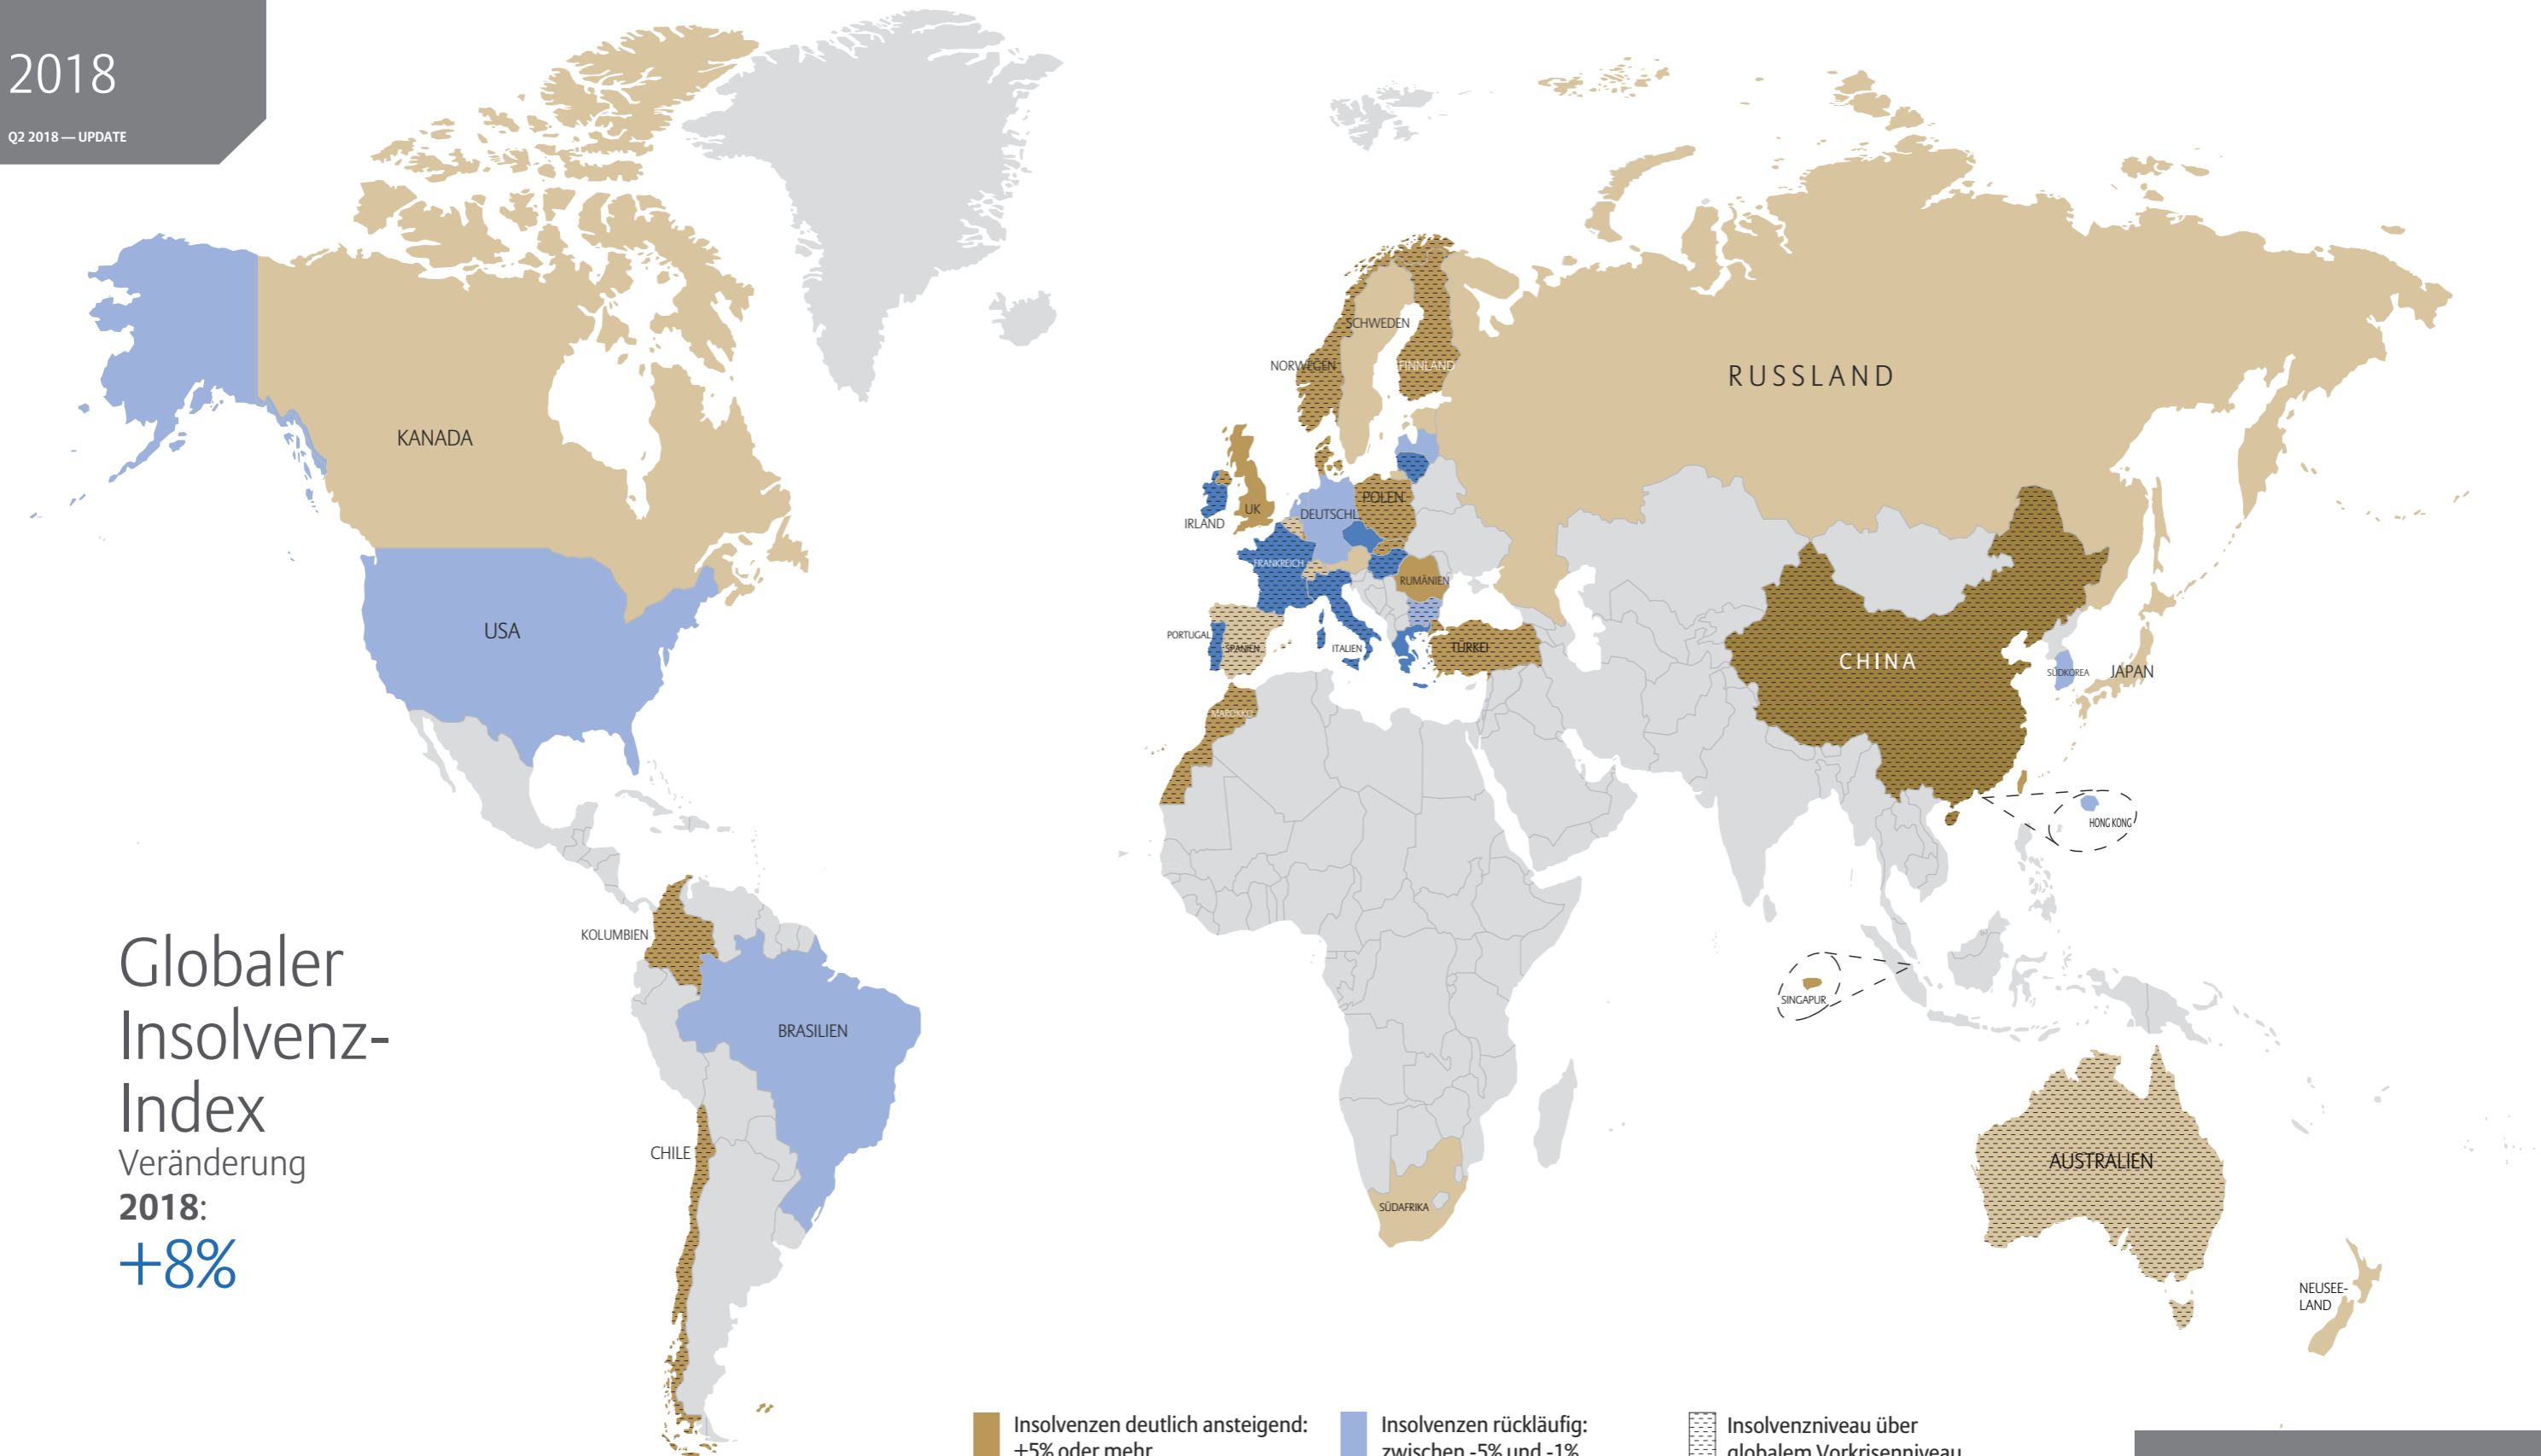 2018
Q2 2018 — UPDATE
KANADA
USA
KOLUMBIEN
BRASILIEN
CHILE
SCHWEDEN
NORWEGEN
FINNLAND
RUSSLAND
IRLAND
UK
POLEN
DEUTSCHL
FRANKREICH
RUMÄNIEN
PORTUGAL
SPANIEN
ITALIEN
TÜRKEI
MAROKKO
CHINA
SÜDKOREA
JAPAN
HONG KONG
SINGAPUR
SÜDAFRIKA
AUSTRALIEN
NEUSEE-
LAND
Globaler
Insolvenz-
Index
Veränderung
2018:
+8%
Insolvenzen deutlich ansteigend:
+5% oder mehr
Insolvenzen rückläufig:
zwischen -5% und -1%
Insolvenzniveau über
globalem Vorkrisenniveau